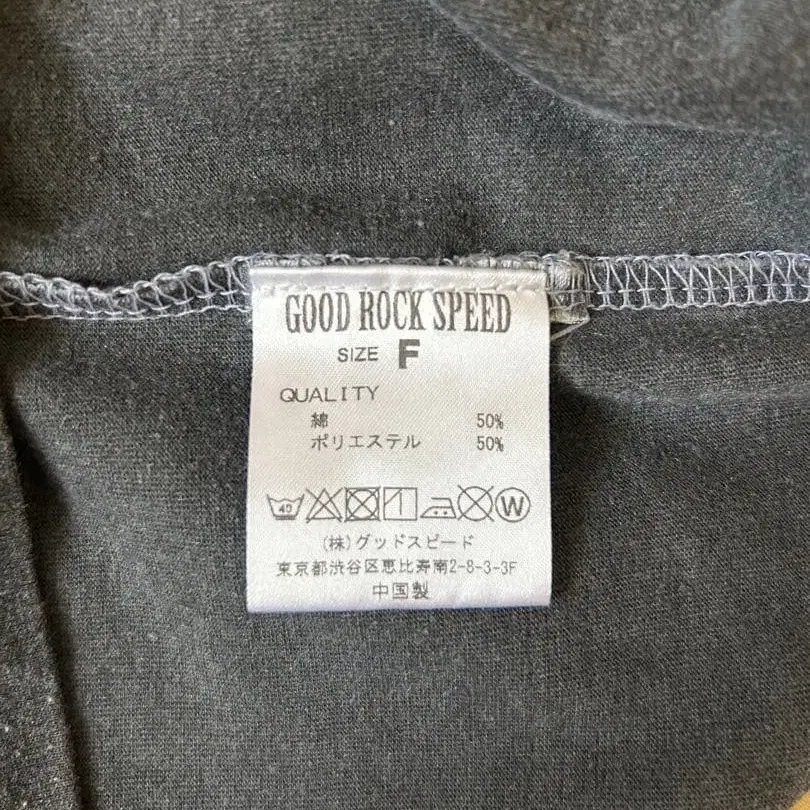 GOOD ROCK SPEED
SIZE F
QUALITY
綿 50%
ポリエステル 50%
40 W
(株)グッドスピード
東京都渋谷区恵比寿南2-8-3-3F
中国製